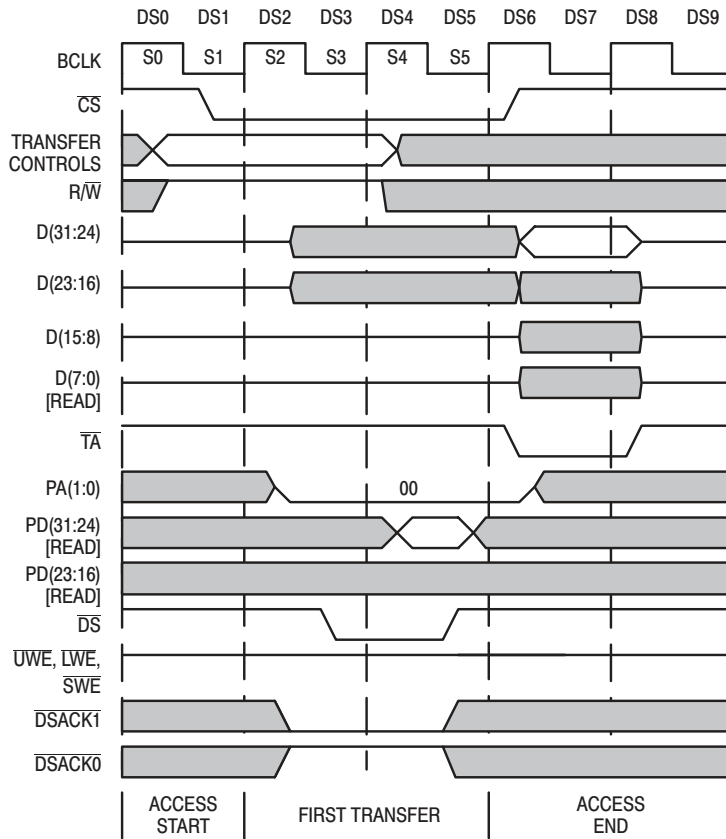 DS0 DS1 DS2 DS3 DS4 DS5 DS6 DS7 DS8 DS9
BCLK S0 S1 S2 S3 S4 S5
CS
TRANSFER
CONTROLS
R/W
D(31:24)
D(23:16)
D(15:8)
D(7:0)
[READ]
TA
PA(1:0) 00
PD(31:24)
[READ]
PD(23:16)
[READ]
DS
UWE, LWE,
SWE
DSACK1
DSACK0
ACCESS
START
FIRST TRANSFER
ACCESS
END